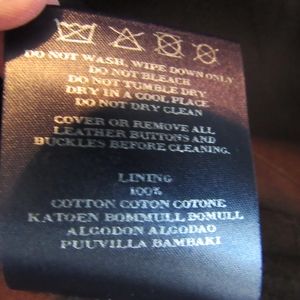 DO NOT WASH, WIPE DOWN ONLY
DO NOT BLEACH
DO NOT TUMBLE DRY
DRY IN A COOL PLACE
DO NOT DRY CLEAN
COVER OR REMOVE ALL
LEATHER BUTTONS AND
BUCKLES BEFORE CLEANING.
LINING
100%
COTTON COTON COTONE
KATOEN BOMMULL BOMULL
ALGODON ALGODAO
PUUVILLA BAMBAKI